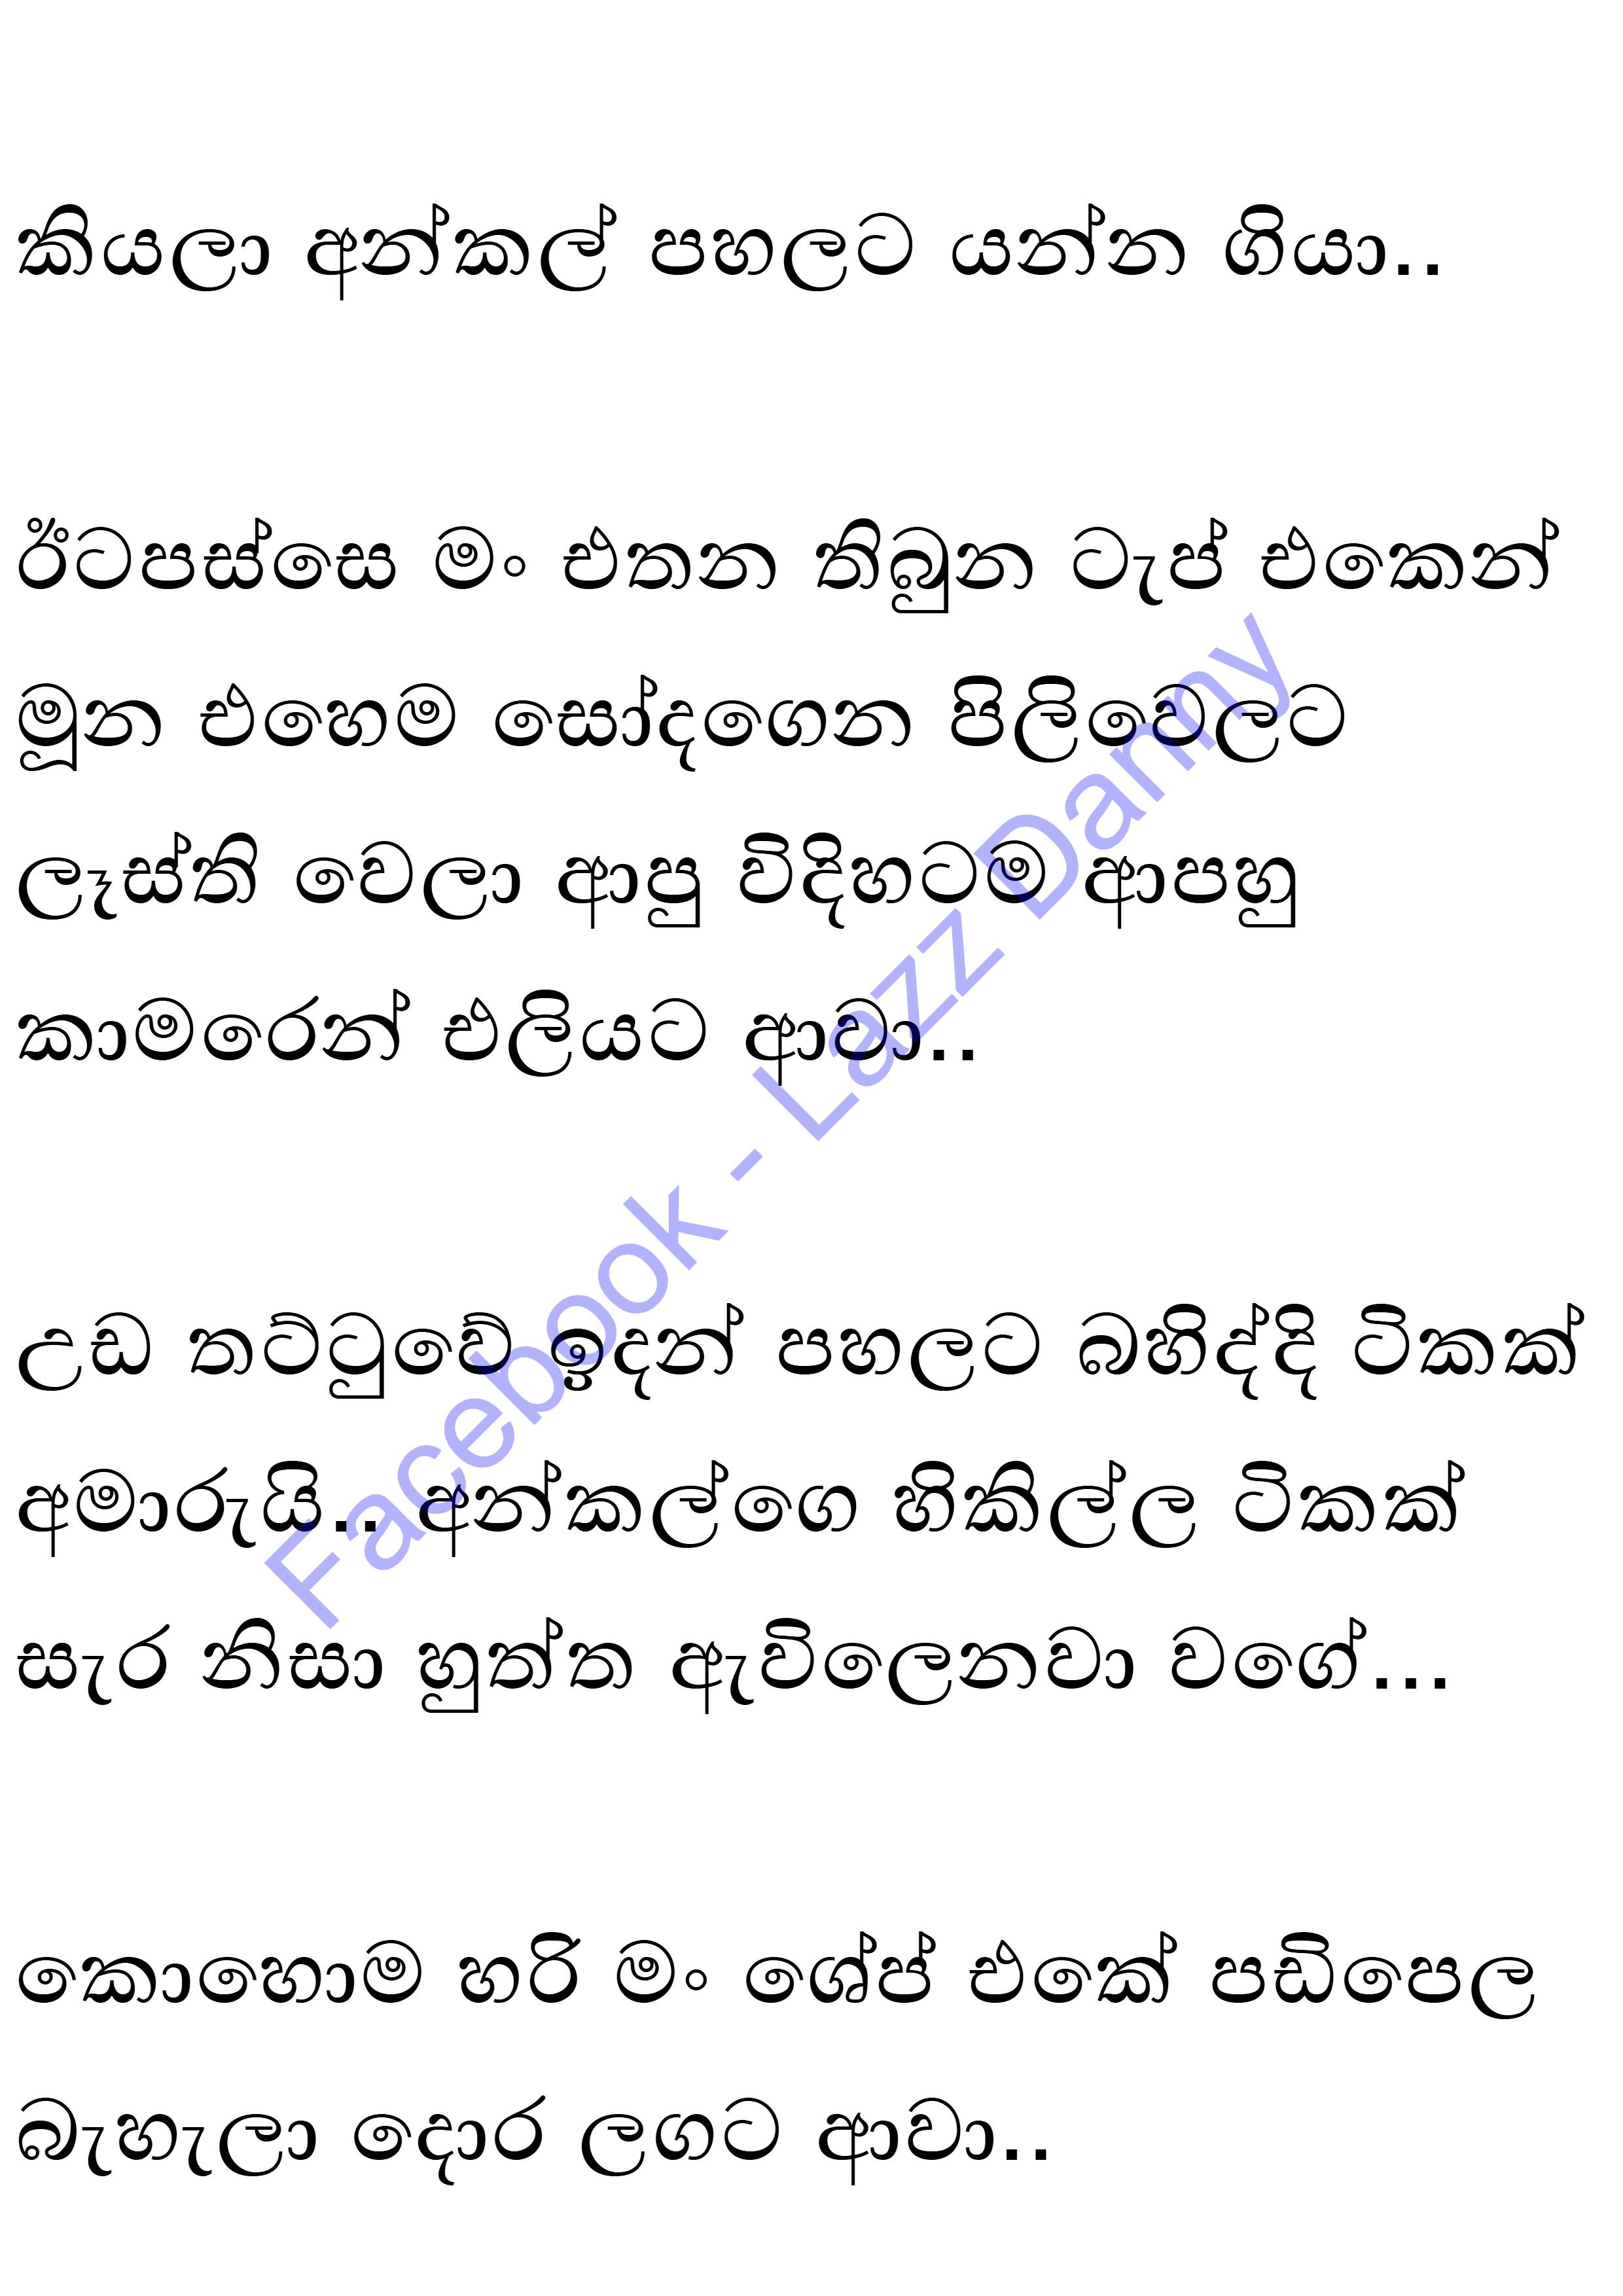 කියලා අන්කල් පහලට යන්න ගියා..
ඊටපස්සෙ මං එතන තිබුන ටැප් එකෙන්
මූන එහෙම සෝදගෙන පිලිවෙලට
ලෑස්ති වෙලා ආපු විදිහටම ආපහු
කාමරෙන් එලියට ආවා..
උඩ තට්ටුවේ ඉදන් පහලට බහිද්දි ටිකක්
අමාරුයි.. අන්කල්ගෙ හිකිල්ල ටිකක්
සැර නිසා හුත්ත ඇවිලෙනවා වගේ...
කොහොම හරි මං ශේප් එකේ පඩිපෙල
බැහැලා දොර ලගට ආවා..
Facebook - Lazz Danny